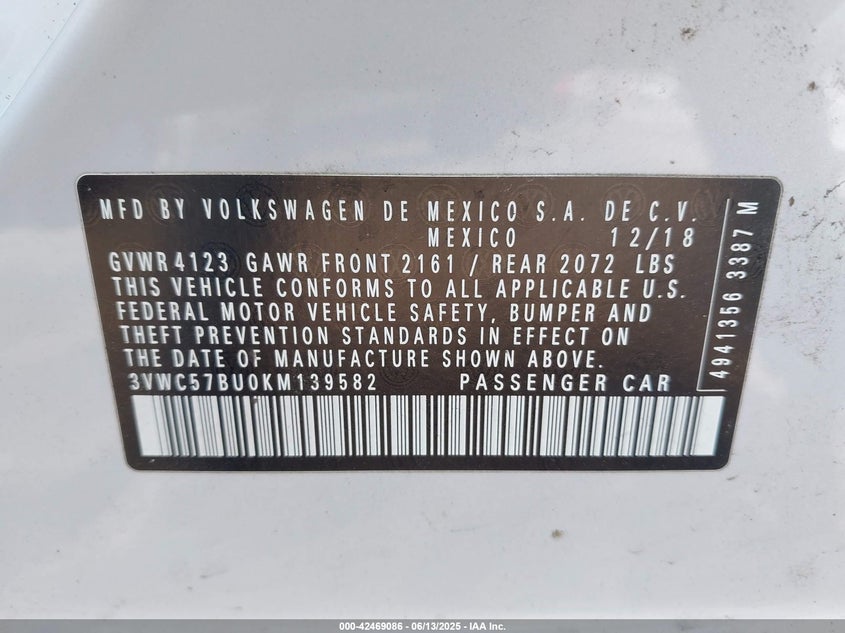 MFD BY VOLKSWAGEN DE MEXICO S.A. DE C.V.
MEXICO 12/18
GVWR 4123 GAWR FRONT 2161 / REAR 2072 LBS
THIS VEHICLE CONFORMS TO ALL APPLICABLE U.S.
FEDERAL MOTOR VEHICLE SAFETY, BUMPER AND
THEFT PREVENTION STANDARDS IN EFFECT ON
THE DATE OF MANUFACTURE SHOWN ABOVE.
3VWC57BU0KM139582 PASSENGER CAR
4941356 3387 M
000-42469086 - 06/13/2025 - IAA Inc.